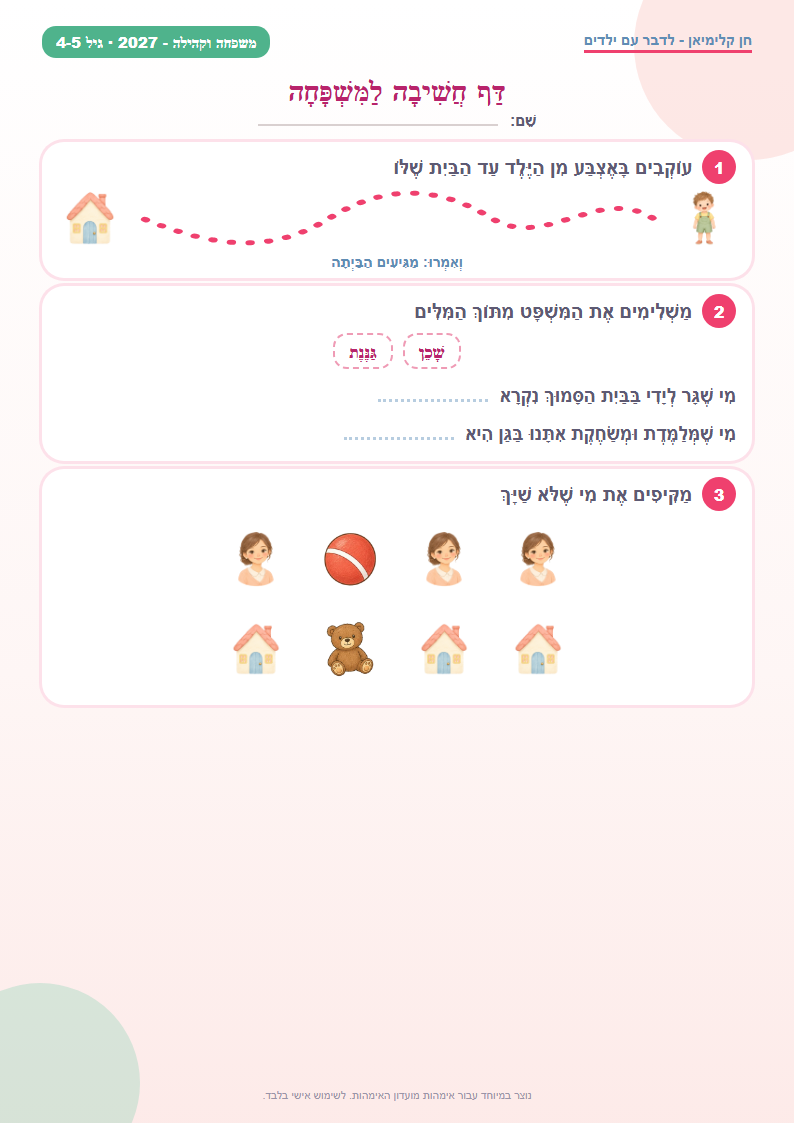 חן קלימיאן - לדבר עם ילדים
משפחה וקהילה - 2027 · גיל 4-5
דַּף חֲשִׁיבָה לַמִּשְׁפָּחָה
שֵׁם:
1 עוֹקְבִים בָּאֶצְבַּע מִן הַיֶּלֶד עַד הַבַּיִת שֶׁלּוֹ
וְאִמְרוּ: מַגִּיעִים הַבַּיְתָה
2 מַשְׁלִימִים אֶת הַמִּשְׁפָּט מִתּוֹךְ הַמִּלִּים
שָׁכֵן גַּנֶּנֶת
מִי שֶׁגָּר לְיָדִי בַּבַּיִת הַסָּמוּךְ נִקְרָא
מִי שֶׁמְּלַמֶּדֶת וּמְשַׂחֶקֶת אִתָּנוּ בַּגַּן הִיא
3 מַקִּיפִים אֶת מִי שֶׁלֹּא שַׁיָּךְ
נוצר במיוחד עבור אימהות מועדון האימהות. לשימוש אישי בלבד.